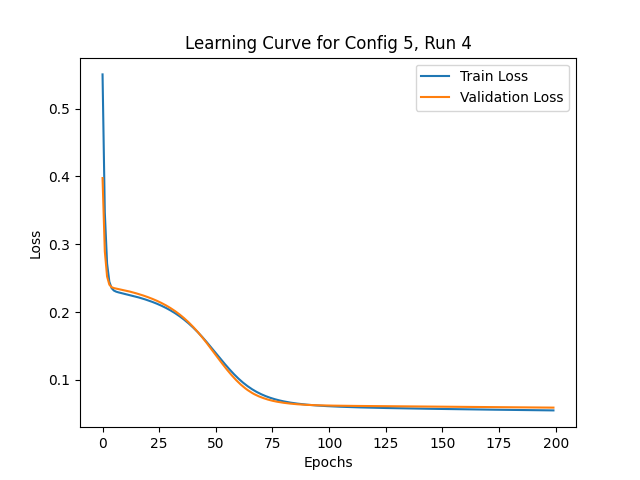 Learning Curve for Config 5, Run 4
Train Loss
Validation Loss
Loss
0.5
0.4
0.3
0.2
0.1
0 25 50 75 100 125 150 175 200
Epochs